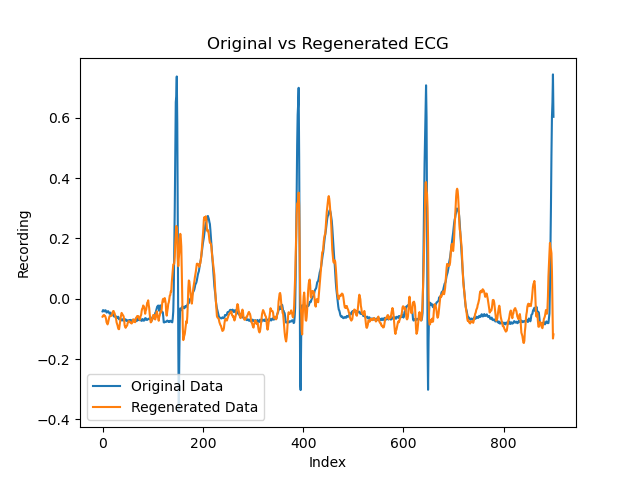 Original vs Regenerated ECG
Recording
0.6
0.4
0.2
0.0
−0.2
−0.4
Original Data
Regenerated Data
0 200 400 600 800
Index